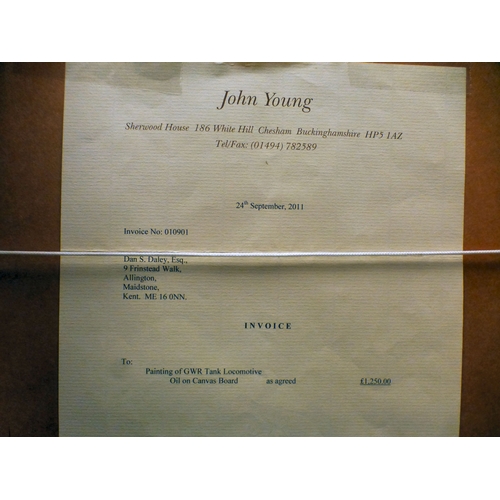 John Young
Sherwood House 186 White Hill Chesham Buckinghamshire HP5 1AZ
Tel/Fax: (01494) 782589
24th September, 2011
Invoice No: 010901
Dan S. Daley, Esq.,
9 Frinstead Walk,
Allington,
Maidstone,
Kent. ME 16 0NN.
INVOICE
To:
Painting of GWR Tank Locomotive
Oil on Canvas Board as agreed £1,250.00